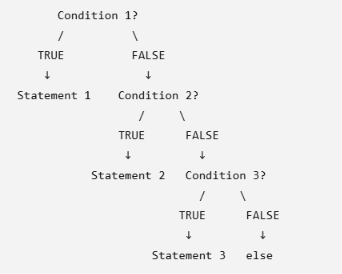 Condition 1?
/ \
TRUE FALSE
↓ ↓
Statement 1 Condition 2?
/ \
TRUE FALSE
↓ ↓
Statement 2 Condition 3?
/ \
TRUE FALSE
↓ ↓
Statement 3 else